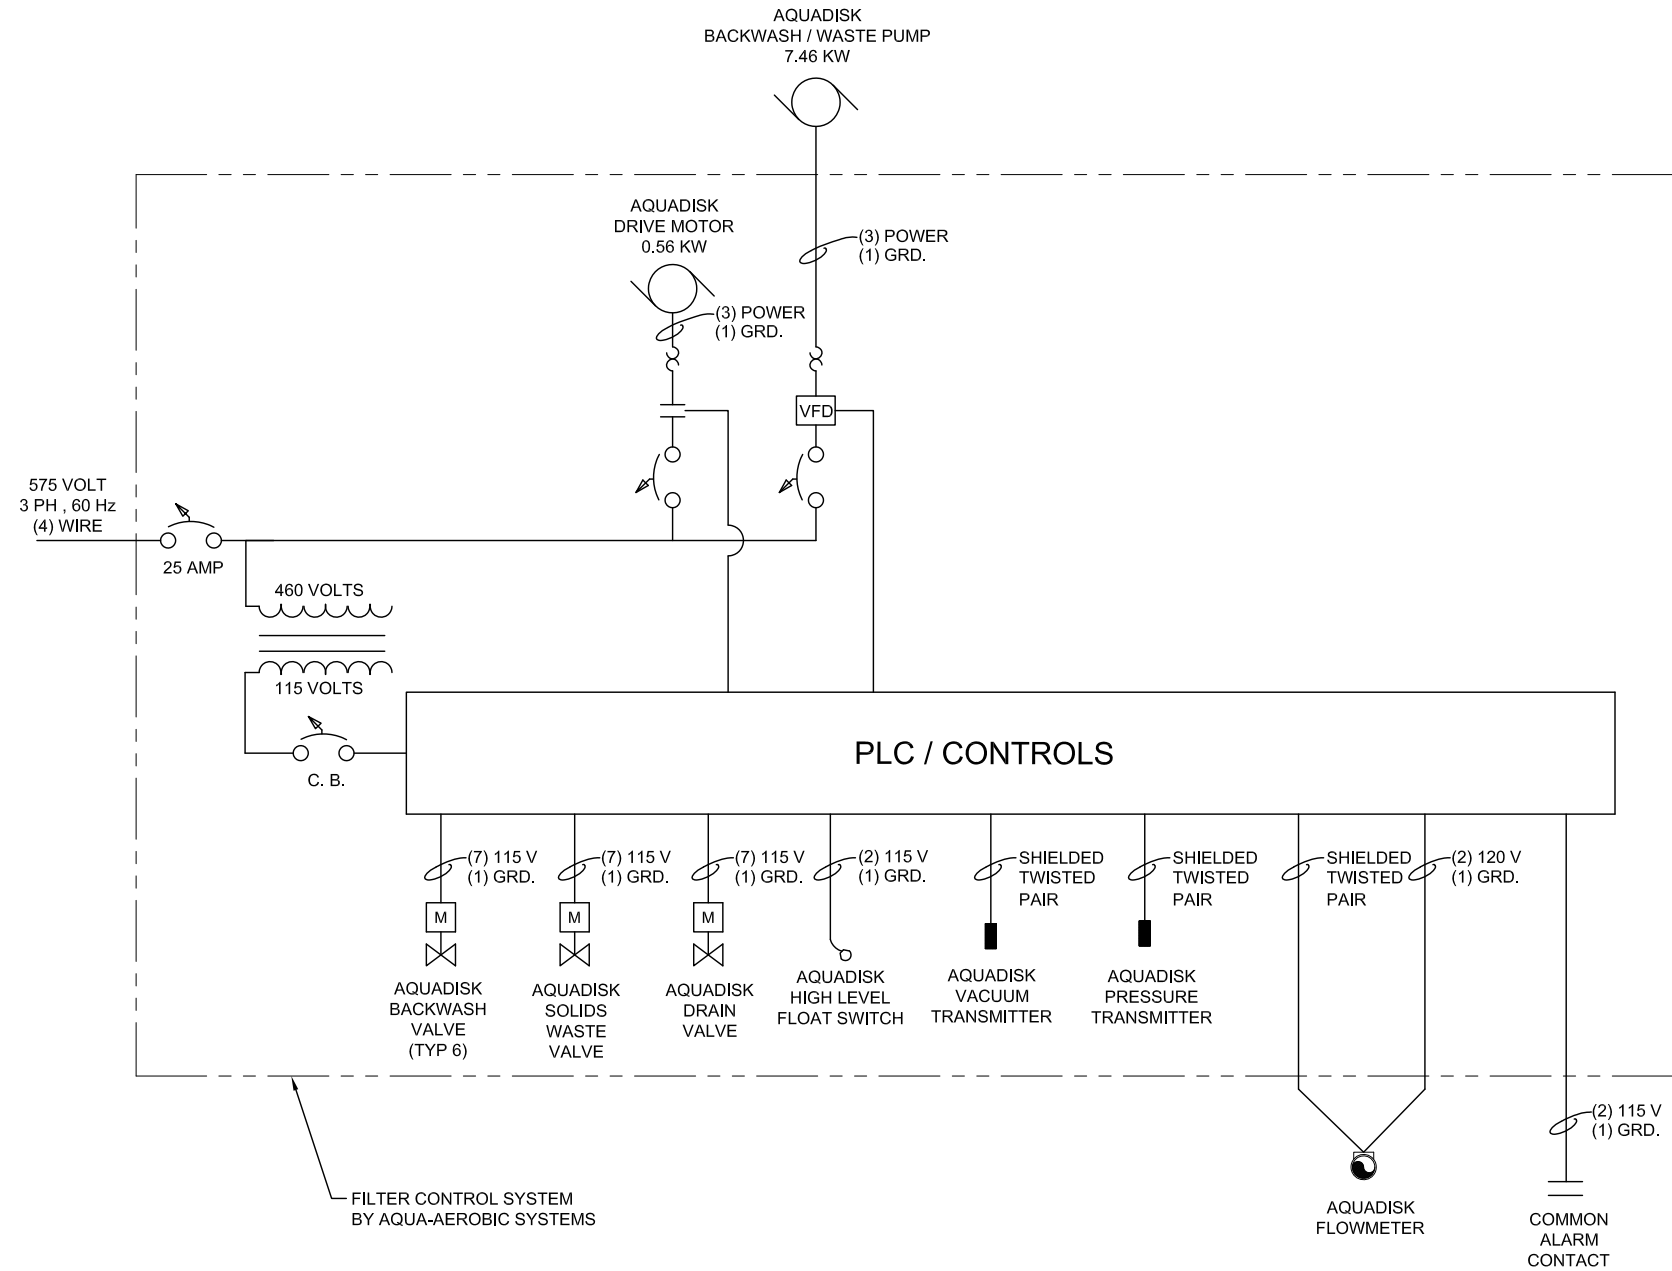 AQUADISK
BACKWASH / WASTE PUMP
7.46 KW
AQUADISK
DRIVE MOTOR
0.56 KW
(3) POWER
(1) GRD.
(3) POWER
(1) GRD.
VFD
575 VOLT
3 PH , 60 Hz
(4) WIRE
25 AMP
460 VOLTS
115 VOLTS
C. B.
PLC / CONTROLS
(7) 115 V
(1) GRD.
(7) 115 V
(1) GRD.
(7) 115 V
(1) GRD.
(2) 115 V
(1) GRD.
SHIELDED
TWISTED
PAIR
SHIELDED
TWISTED
PAIR
SHIELDED
TWISTED
PAIR
(2) 120 V
(1) GRD.
M
M
M
AQUADISK
BACKWASH
VALVE
(TYP 6)
AQUADISK
SOLIDS
WASTE
VALVE
AQUADISK
DRAIN
VALVE
AQUADISK
HIGH LEVEL
FLOAT SWITCH
AQUADISK
VACUUM
TRANSMITTER
AQUADISK
PRESSURE
TRANSMITTER
(2) 115 V
(1) GRD.
FILTER CONTROL SYSTEM
BY AQUA-AEROBIC SYSTEMS
AQUADISK
FLOWMETER
COMMON
ALARM
CONTACT